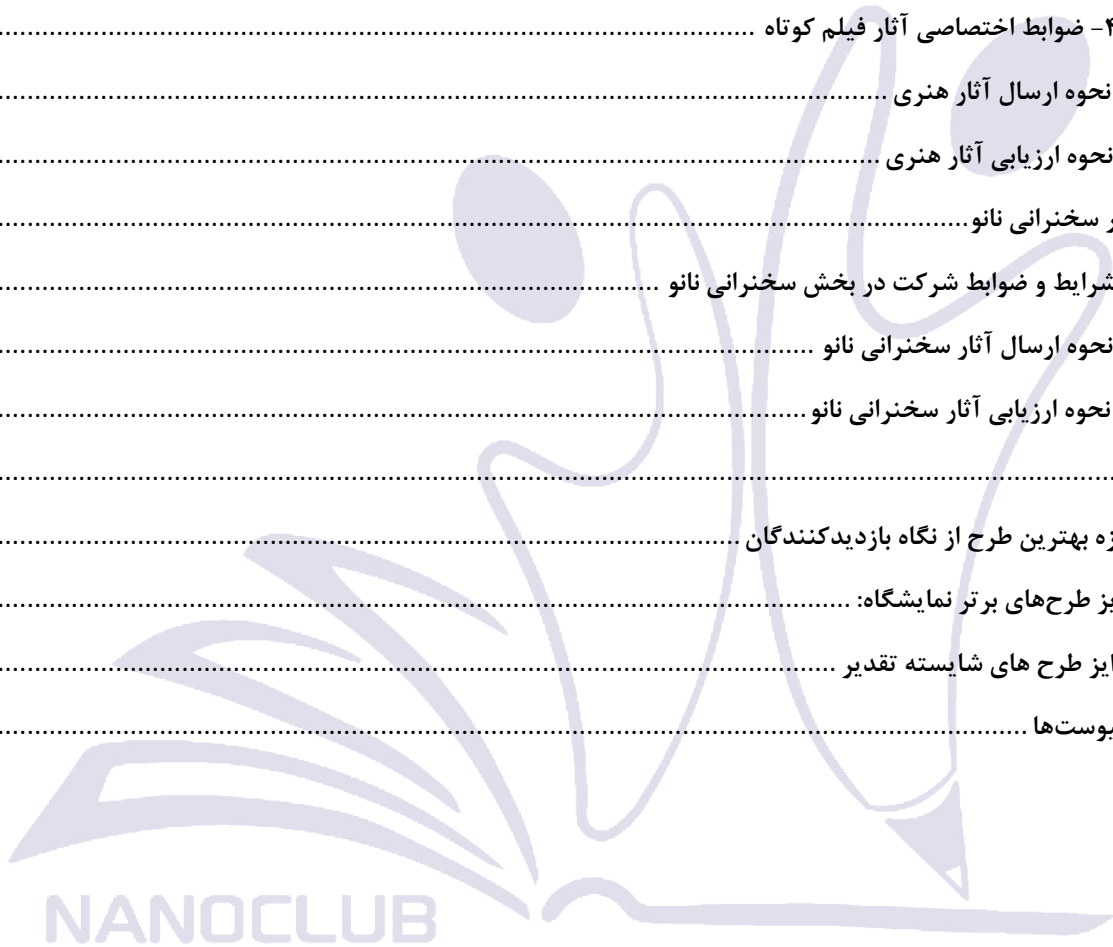 ۴- ضوابط اختصاصی آثار فیلم کوتاه ........................................................................................................
نحوه ارسال آثار هنری ........................................................................................................
نحوه ارزیابی آثار هنری ........................................................................................................
سخنرانی نانو ........................................................................................................
شرایط و ضوابط شرکت در بخش سخنرانی نانو ........................................................................................................
نحوه ارسال آثار سخنرانی نانو ........................................................................................................
نحوه ارزیابی آثار سخنرانی نانو ........................................................................................................
........................................................................................................
بهترین طرح از نگاه بازدیدکنندگان ........................................................................................................
طرح‌های برتر نمایشگاه: ........................................................................................................
طرح های شایسته تقدیر ........................................................................................................
NANOCLUB